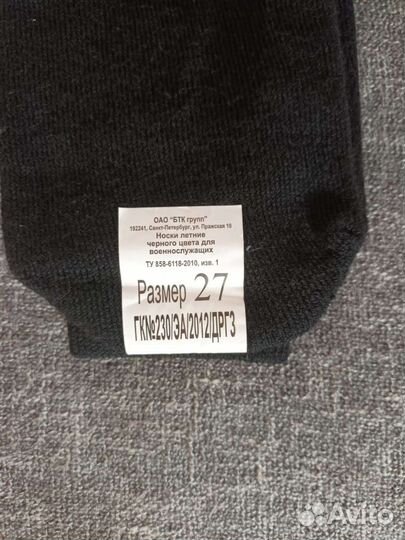 ОАО "БТК групп"
192241, Санкт-Петербург, ул. Пражская 10
Носки летние
черного цвета для
военнослужащих
ТУ 858-6118-2010, изв. 1
Размер 27
ГК№230/ЭА/2012/ДРГЗ
Avito